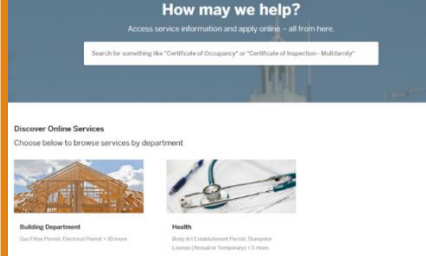 How may we help?
Access service information and apply online – all from here.
Search for something like "Certificate of Occupancy" or "Certificate of Inspection - Multifamily"
Discover Online Services
Choose below to browse services by department
Building Department
Gas Fitter Permit, Electrical Permit + 10 more
Health
Body Art Establishment Permit, Dumpster
License (Annual or Temporary) + 5 more